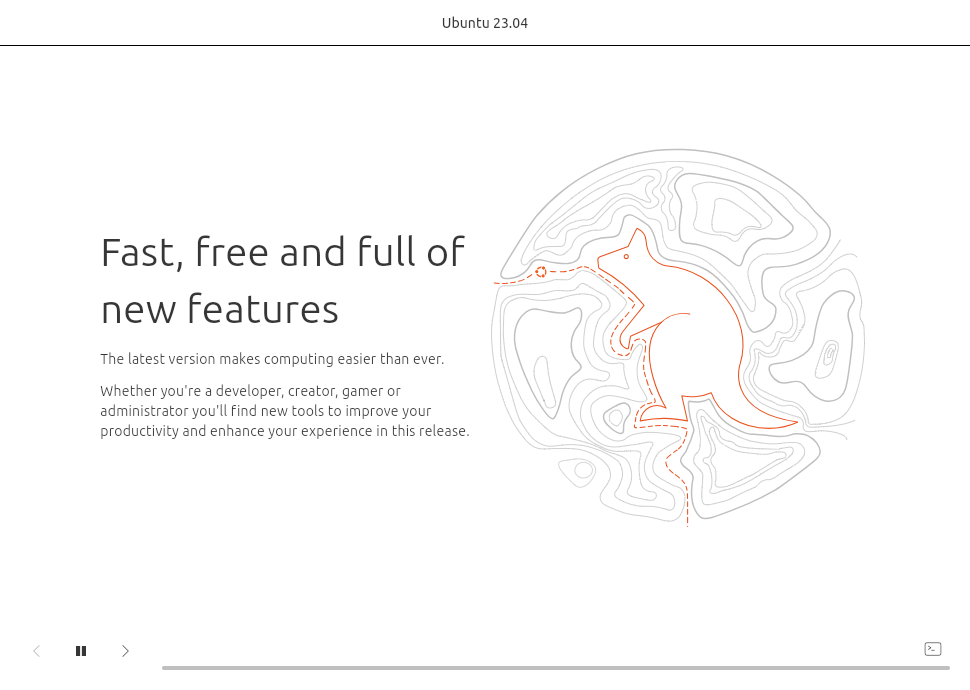 Ubuntu 23.04
Fast, free and full of
new features
The latest version makes computing easier than ever.
Whether you're a developer, creator, gamer or
administrator you'll find new tools to improve your
productivity and enhance your experience in this release.